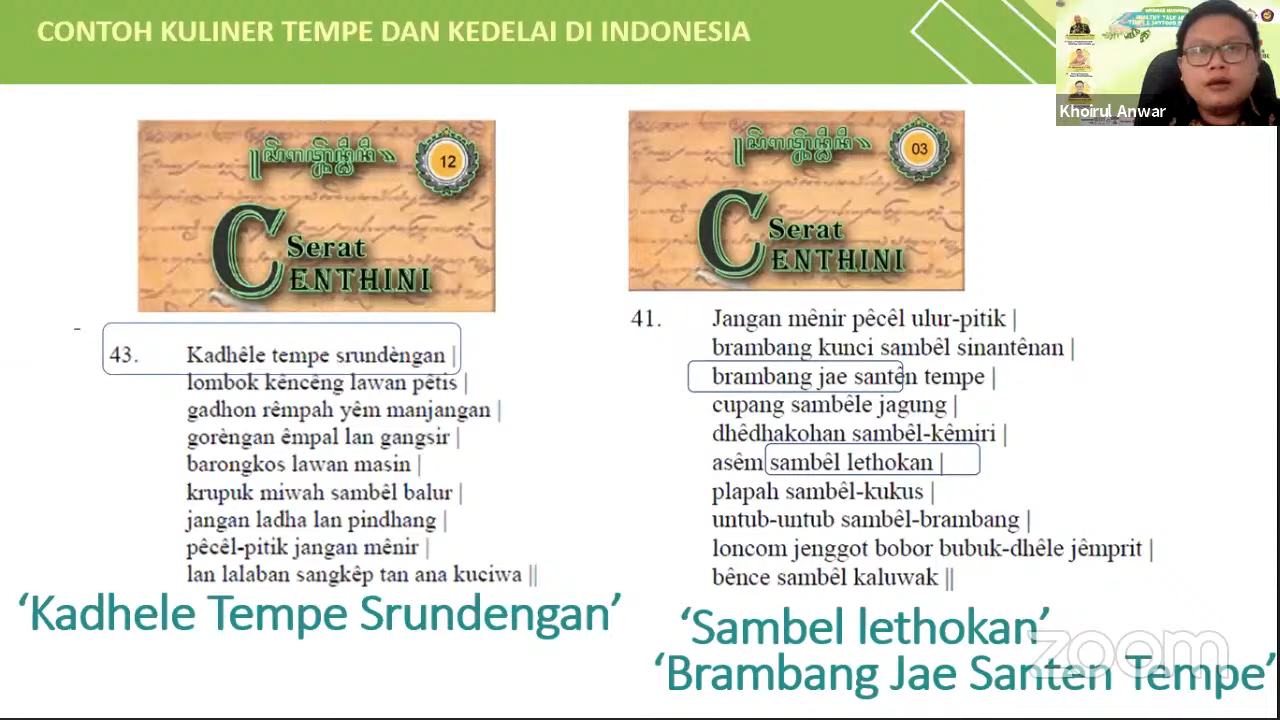 CONTOH KULINER TEMPE DAN KEDELAI DI INDONESIA
Khoirul Anwar
12
Serat
CENTHINI
43. Kadhêle tempe srundèngan |
lombok kêncêng lawan pêtis |
gadhon rêmpah yêm manjangan |
gorèngan êmpal lan gangsir |
barongkos lawan masin |
krupuk miwah sambêl balur |
jangan ladha lan pindhang |
pêcêl-pitik jangan mênir |
lan lalaban sangkêp tan ana kuciwa ||
'Kadhele Tempe Srundengan'
03
Serat
CENTHINI
41. Jangan mênir pêcêl ulur-pitik |
brambang kunci sambêl sinantênan |
brambang jae santên tempe |
cupang sambêle jagung |
dhêdhakohan sambêl-kêmiri |
asêm sambêl lethokan |
plapah sambêl-kukus |
untub-untub sambêl-brambang |
loncom jenggot bobor bubuk-dhêle jêmprit |
bênce sambêl kaluwak ||
'Sambel lethokan'
'Brambang Jae Santen Tempe'
zoom